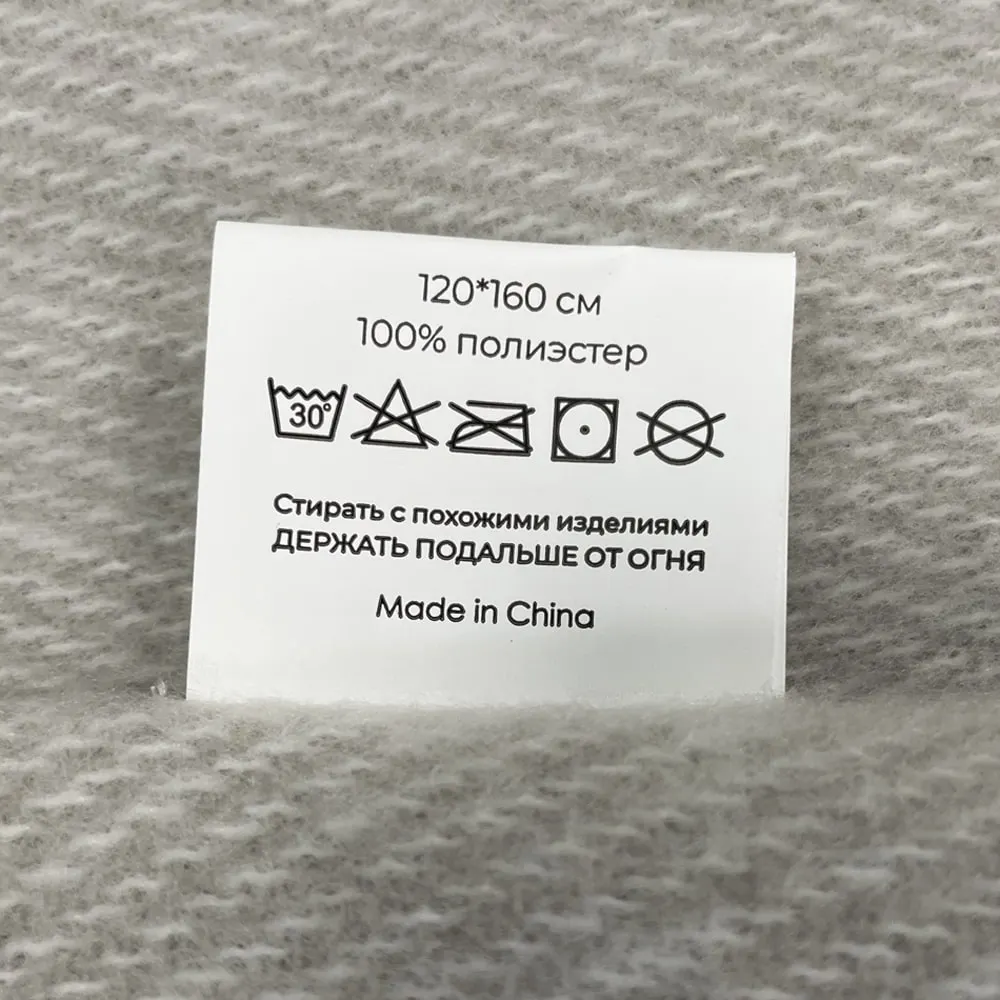 120*160 см
100% полиэстер
30°
Стирать с похожими изделиями
ДЕРЖАТЬ ПОДАЛЬШЕ ОТ ОГНЯ
Made in China